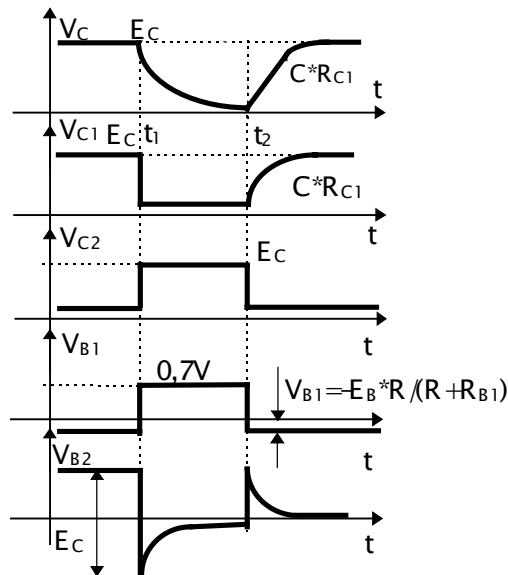 V_C E_C
C*R_C1
t
V_C1 E_C t_1 t_2
C*R_C1
t
V_C2
E_C
t
V_B1
0,7V
V_B1=-E_B*R/(R+R_B1)
V_B2
t
E_C
t